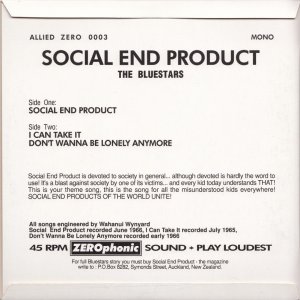 ALLIED ZERO 0003 MONO
SOCIAL END PRODUCT
THE BLUESTARS
Side One:
SOCIAL END PRODUCT
Side Two:
I CAN TAKE IT
DON'T WANNA BE LONELY ANYMORE
Social End Product is devoted to society in general... although devoted is hardly the word to
use! It's a blast against society by one of its victims... and every kid today understands THAT!
This is your theme song, this is the song for all the misunderstood kids everywhere!
SOCIAL END PRODUCTS OF THE WORLD UNITE!
All songs engineered by Wahanui Wynyard
Social End Product recorded June 1966, I Can Take It recorded July 1965,
Don't Wanna Be Lonely Anymore recorded early 1966
45 RPM ZEROphonic SOUND + PLAY LOUDEST
For full Bluestars story you must buy Social End Product - the magazine
write to : P.O.Box 8282, Symonds Street, Auckland, New Zealand.